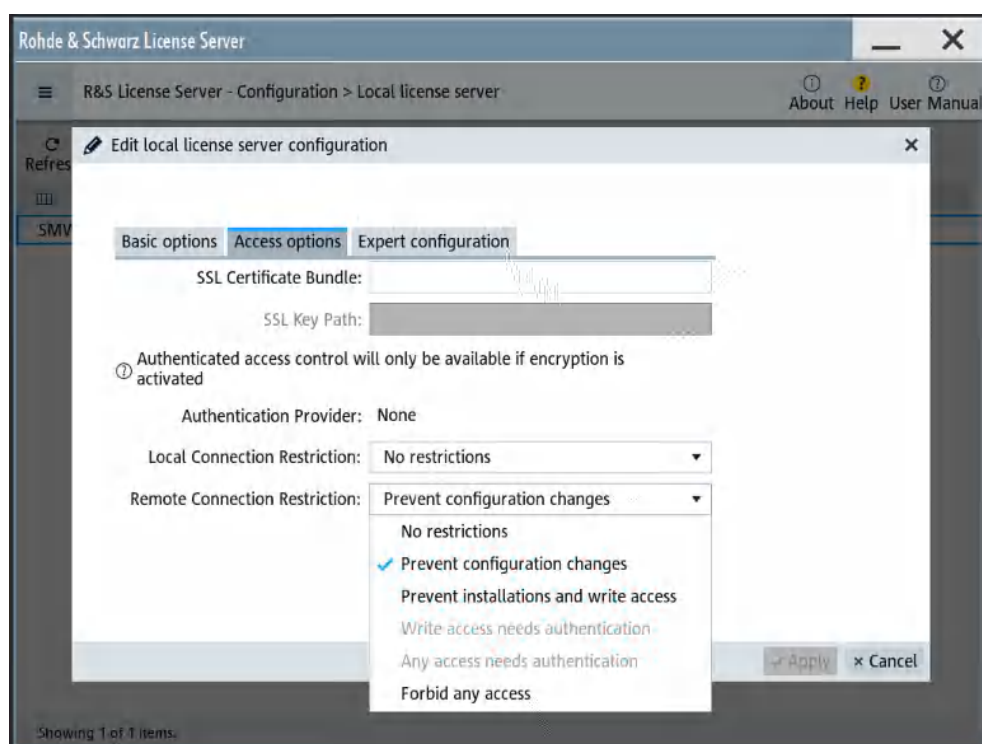 Rohde & Schwarz License Server
R&S License Server - Configuration > Local license server
About Help User Manual
Refres
Edit local license server configuration
SMV
Basic options Access options Expert configuration
SSL Certificate Bundle:
SSL Key Path:
Authenticated access control will only be available if encryption is
activated
Authentication Provider: None
Local Connection Restriction: No restrictions
Remote Connection Restriction: Prevent configuration changes
No restrictions
Prevent configuration changes
Prevent installations and write access
Write access needs authentication
Any access needs authentication
Forbid any access
Apply × Cancel
Showing 1 of 1 items.